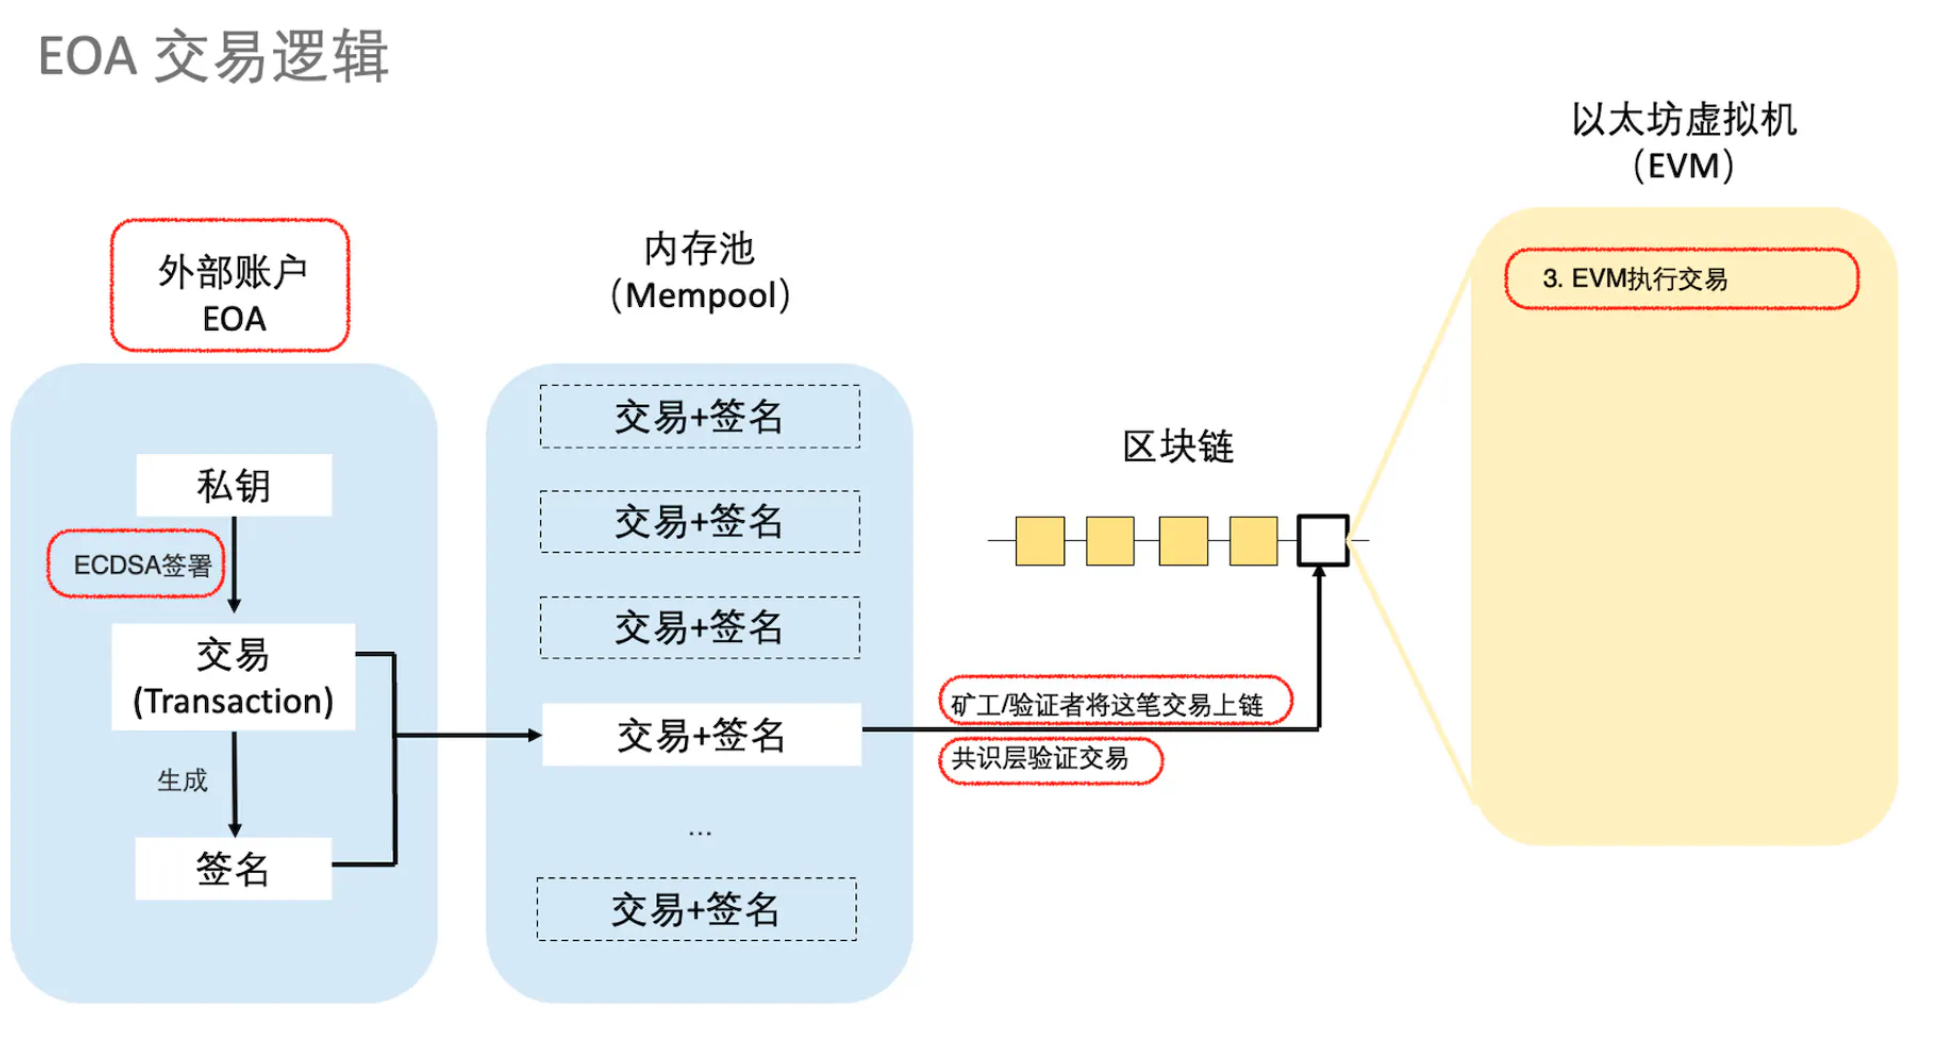 EOA 交易逻辑
外部账户
EOA
私钥
ECDSA签署
交易
(Transaction)
生成
签名
内存池
（Mempool）
交易+签名
交易+签名
交易+签名
交易+签名
...
交易+签名
矿工/验证者将这笔交易上链
共识层验证交易
区块链
以太坊虚拟机
（EVM）
3. EVM执行交易